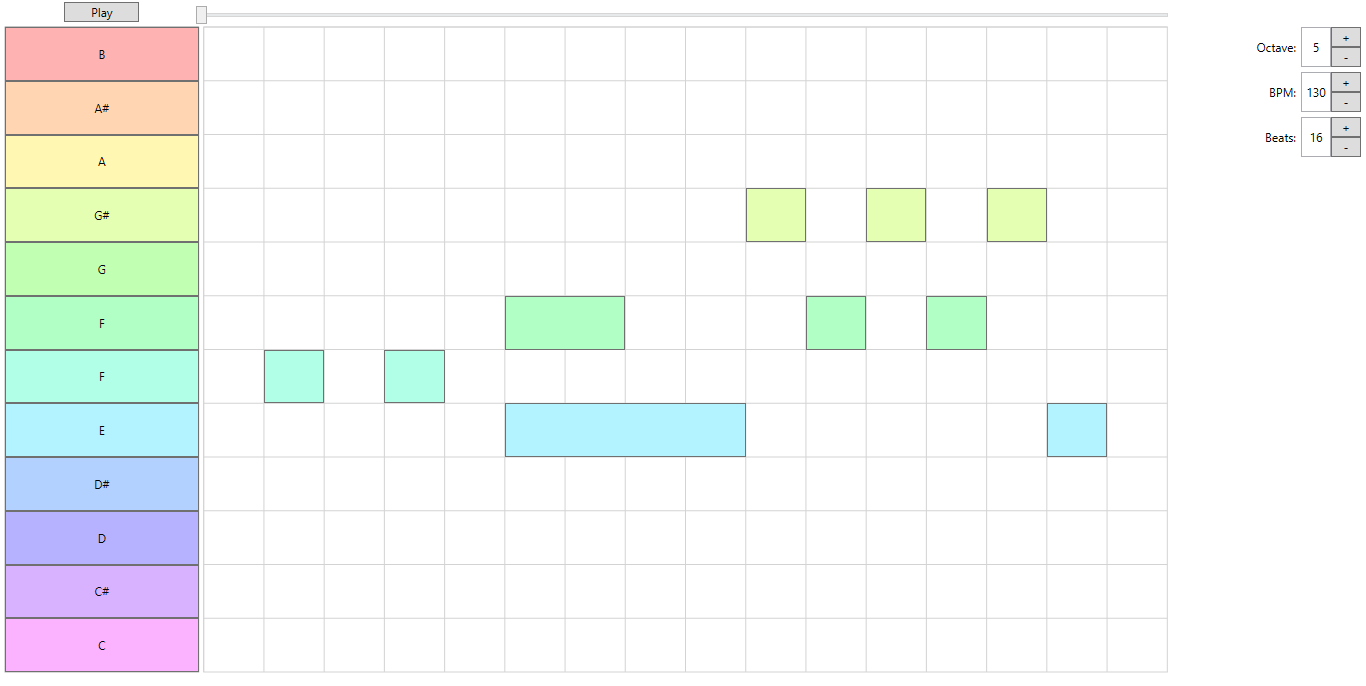 Play
B
A#
A
G#
G
F
F
E
D#
D
C#
C
Octave: 5 + -
BPM: 130 + -
Beats: 16 + -